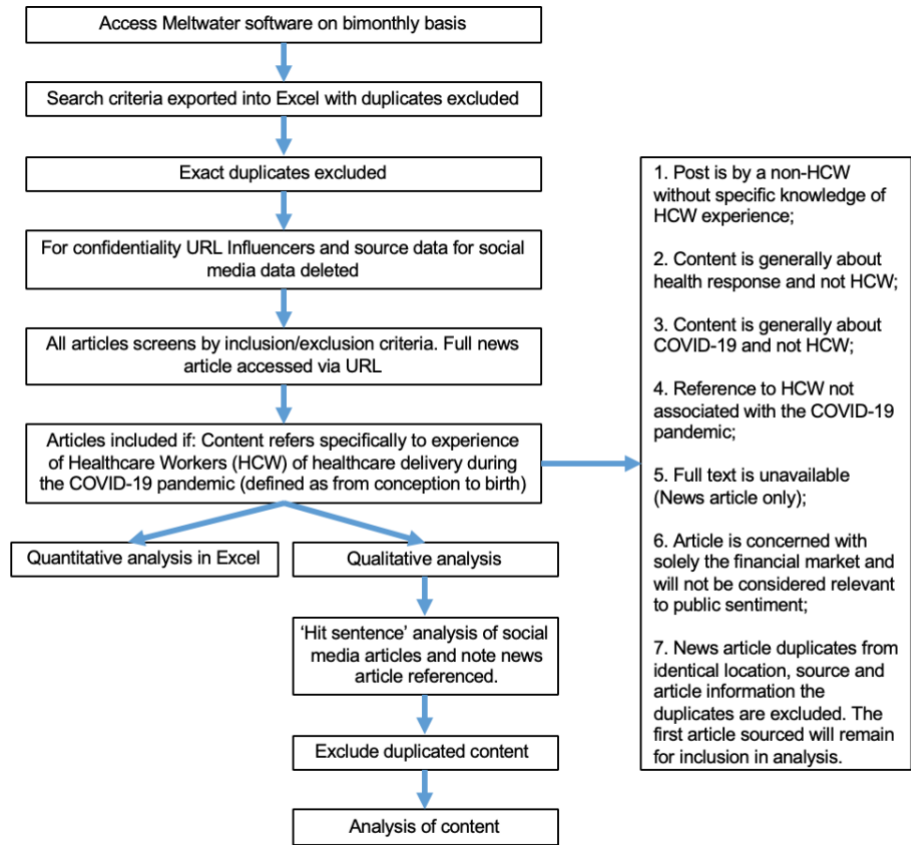 Access Meltwater software on bimonthly basis
Search criteria exported into Excel with duplicates excluded
Exact duplicates excluded
For confidentiality URL Influencers and source data for social
media data deleted
All articles screens by inclusion/exclusion criteria. Full news
article accessed via URL
Articles included if: Content refers specifically to experience
of Healthcare Workers (HCW) of healthcare delivery during
the COVID-19 pandemic (defined as from conception to birth)
1. Post is by a non-HCW
without specific knowledge of
HCW experience;
2. Content is generally about
health response and not HCW;
3. Content is generally about
COVID-19 and not HCW;
4. Reference to HCW not
associated with the COVID-19
pandemic;
5. Full text is unavailable
(News article only);
6. Article is concerned with
solely the financial market and
will not be considered relevant
to public sentiment;
7. News article duplicates from
identical location, source and
article information the
duplicates are excluded. The
first article sourced will remain
for inclusion in analysis.
Quantitative analysis in Excel
Qualitative analysis
‘Hit sentence’ analysis of social
media articles and note news
article referenced.
Exclude duplicated content
Analysis of content